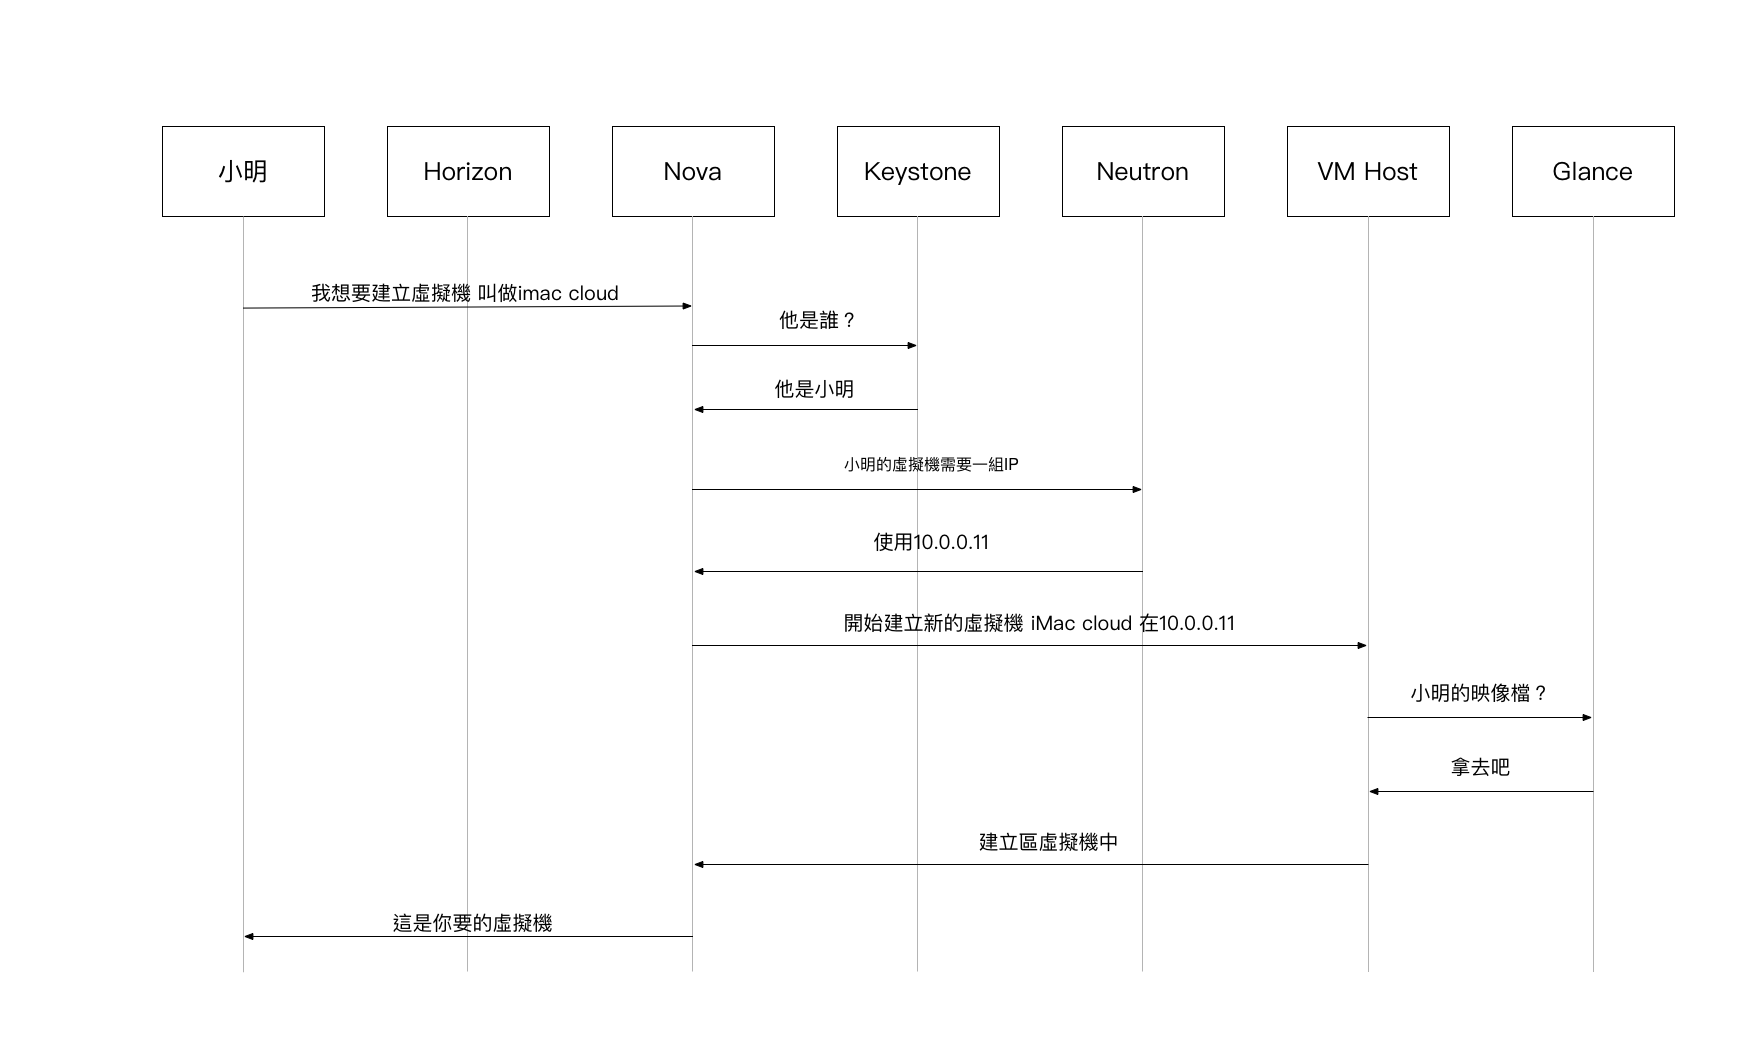 小明
Horizon
Nova
Keystone
Neutron
VM Host
Glance
我想要建立虛擬機 叫做imac cloud
他是誰？
他是小明
小明的虛擬機需要一組IP
使用10.0.0.11
開始建立新的虛擬機 iMac cloud 在10.0.0.11
小明的映像檔？
拿去吧
建立區虛擬機中
這是你要的虛擬機